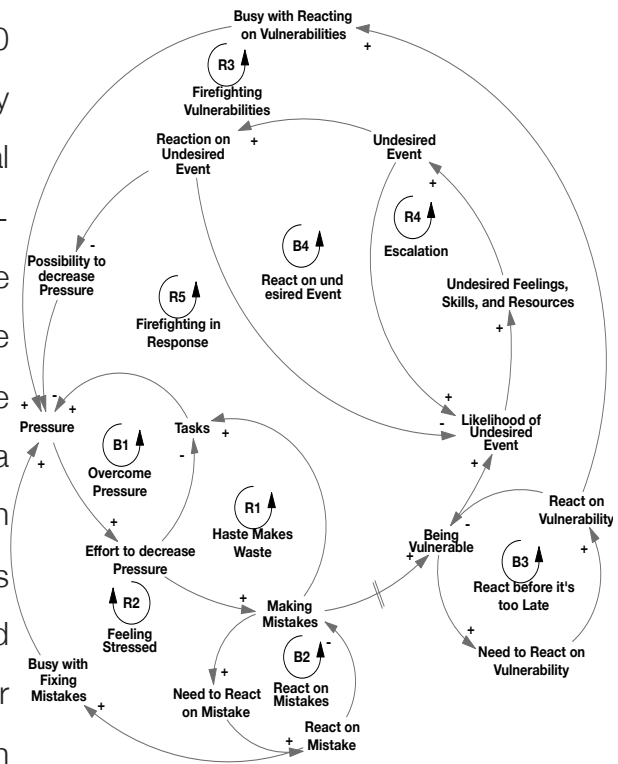 Busy with Reacting
on Vulnerabilities
+
R3
Firefighting
Vulnerabilities
Reaction on
Undesired
Event
+
Undesired
Event
+
R4
Escalation
B4
React on und
esired Event
-
Possibility to
decrease
Pressure
R5
Firefighting in
Response
Undesired Feelings,
Skills, and Resources
+
+
-
+
Pressure
+
B1
Overcome
Pressure
Tasks
+
-
+
-
Likelihood of
Undesired
Event
+
R1
Haste Makes
Waste
+
Effort to decrease
Pressure
R2
Feeling
Stressed
+
Making
Mistakes
Being
Vulnerable
+
-
React on
Vulnerability
+
B3
React before it's
too Late
+
Need to React on
Vulnerability
B2
React on
Mistakes
-
+
Need to React
on Mistake
Busy with
Fixing
Mistakes
+
+
React on
Mistake
0
y
al
-
e
e
e
a
n
s
d
r
n